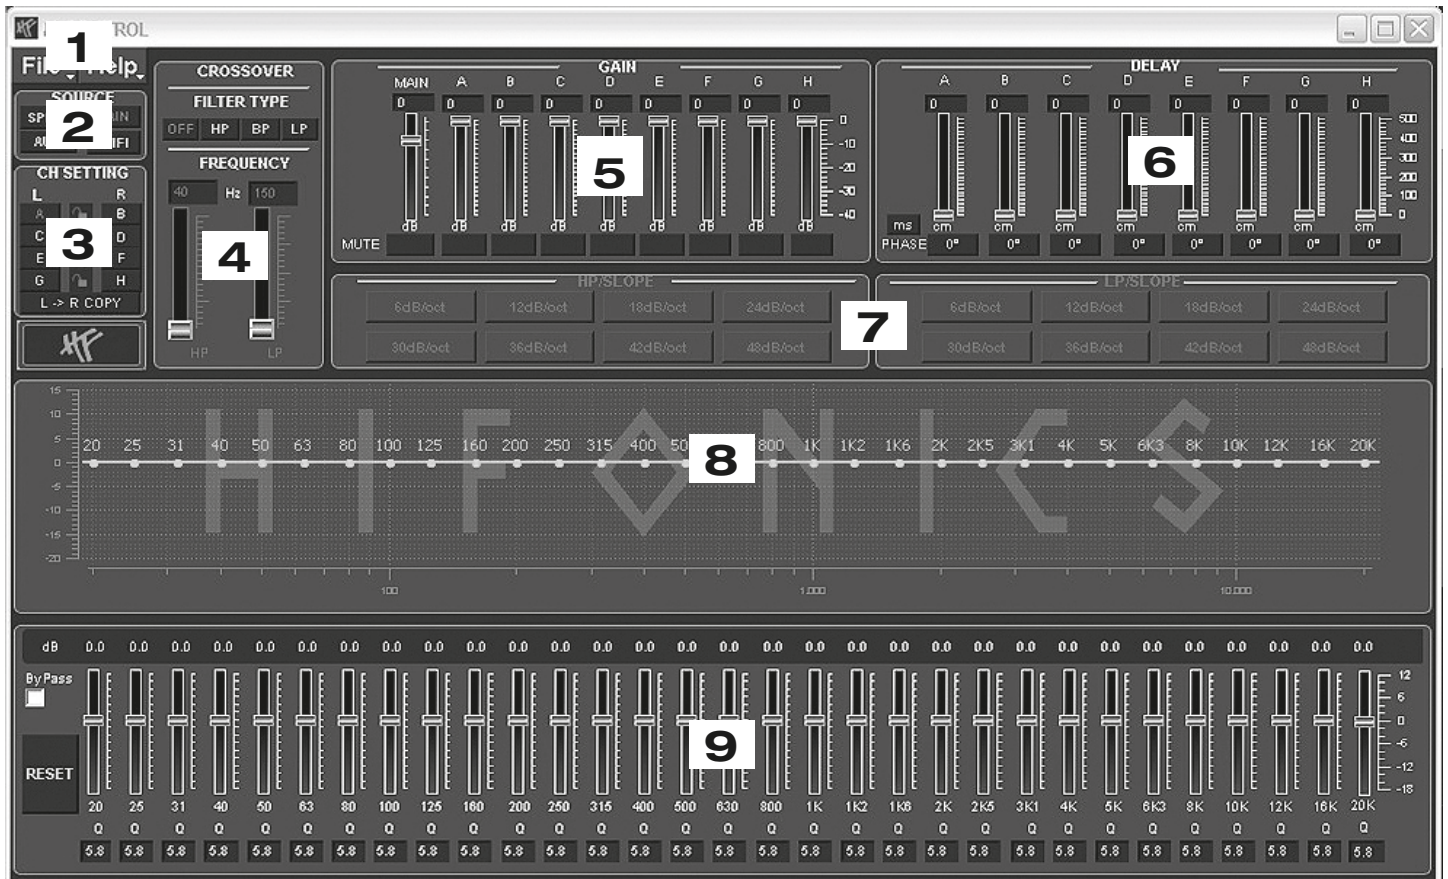 ROL
1
CROSSOVER
FILTER TYPE
OFF HP BP LP
FREQUENCY
40 Hz 150
4
HP LP
SOURCE
2
CH SETTING
L R
A B
C D
3
E F
G H
L -> R COPY
HF
GAIN
MAIN A B C D E F G H
0 0 0 0 0 0 0 0 0
0
-10
-20
-30
-40
5
dB dB dB dB dB dB dB dB dB
MUTE
DELAY
A B C D E F G H
0 0 0 0 0 0 0 0
500
400
300
200
100
0
6
ms cm cm cm cm cm cm cm cm
PHASE 0° 0° 0° 0° 0° 0° 0° 0°
HP/SLOPE
6dB/oct 12dB/oct 18dB/oct 24dB/oct
30dB/oct 36dB/oct 42dB/oct 48dB/oct
7
LP/SLOPE
6dB/oct 12dB/oct 18dB/oct 24dB/oct
30dB/oct 36dB/oct 42dB/oct 48dB/oct
HIFONICS
15
10
5
0
-5
-10
-15
-20
20 25 31 40 50 63 80 100 125 160 200 250 315 400 800 1K 1K2 1K6 2K 2K5 3K1 4K 5K 6K3 8K 10K 12K 16K 20K
8
100 1,000 10,000
dB 0.0 0.0 0.0 0.0 0.0 0.0 0.0 0.0 0.0 0.0 0.0 0.0 0.0 0.0 0.0 0.0 0.0 0.0 0.0 0.0 0.0 0.0 0.0 0.0 0.0 0.0 0.0 0.0 0.0 0.0 0.0
ByPass
12
6
0
-6
-12
-18
9
RESET
20 25 31 40 50 63 80 100 125 160 200 250 315 400 500 630 800 1K 1K2 1K6 2K 2K5 3K1 4K 5K 6K3 8K 10K 12K 16K 20K
Q Q Q Q Q Q Q Q Q Q Q Q Q Q Q Q Q Q Q Q Q Q Q Q Q Q Q Q Q Q Q
5.8 5.8 5.8 5.8 5.8 5.8 5.8 5.8 5.8 5.8 5.8 5.8 5.8 5.8 5.8 5.8 5.8 5.8 5.8 5.8 5.8 5.8 5.8 5.8 5.8 5.8 5.8 5.8 5.8 5.8 5.8